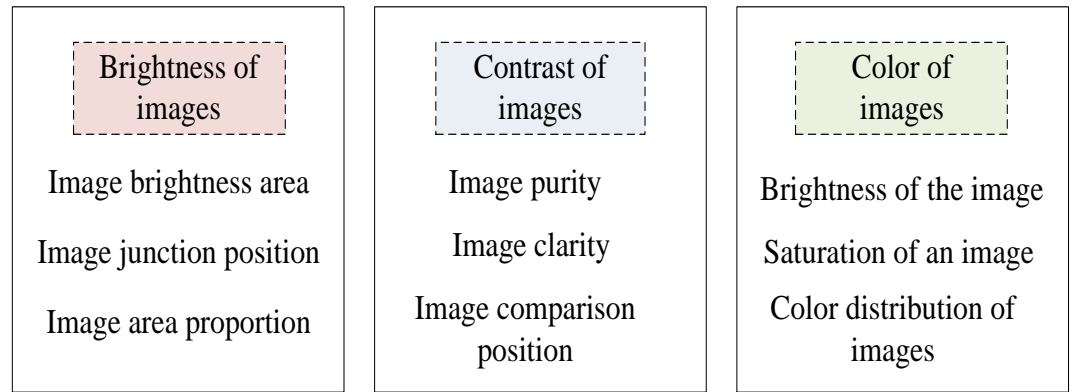 Brightness of
images
Image brightness area
Image junction position
Image area proportion
Contrast of
images
Image purity
Image clarity
Image comparison
position
Color of
images
Brightness of the image
Saturation of an image
Color distribution of
images